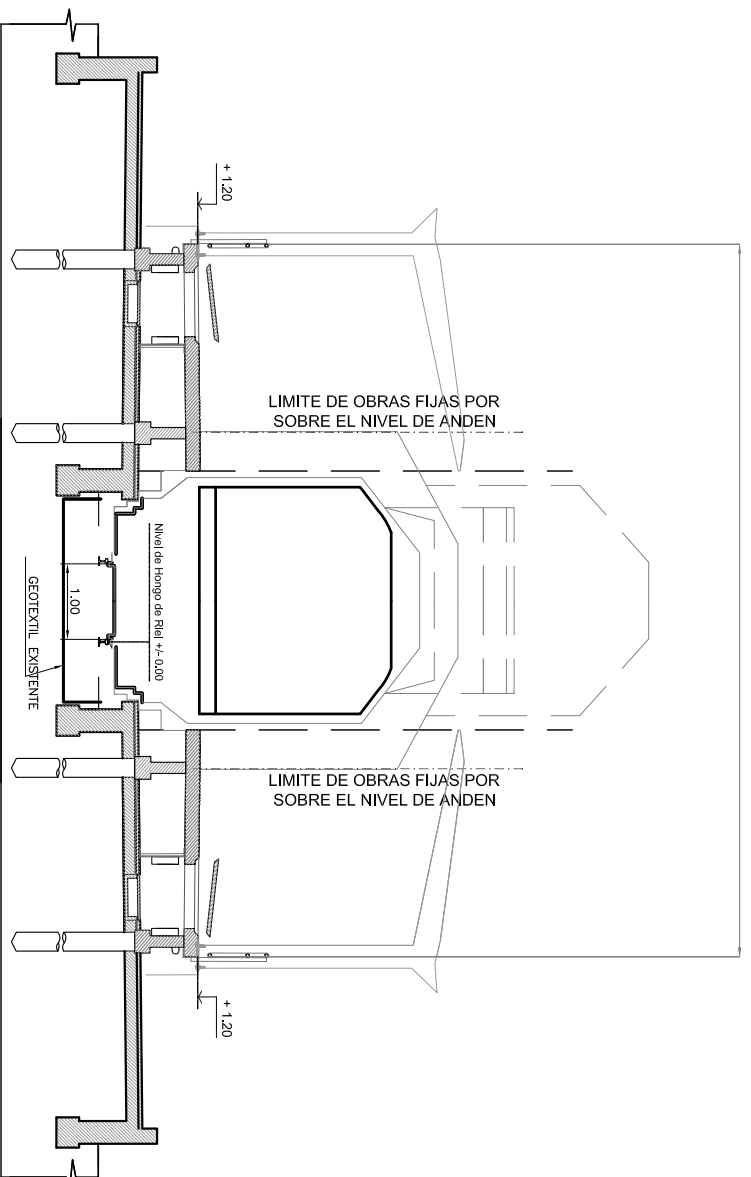 + 1.20
LIMITE DE OBRAS FIJAS POR
SOBRE EL NIVEL DE ANDEN
Nivel de Hongo de Riel +/- 0.00
1.00
GEOTEXTIL EXISTENTE
LIMITE DE OBRAS FIJAS POR
SOBRE EL NIVEL DE ANDEN
+ 1.20